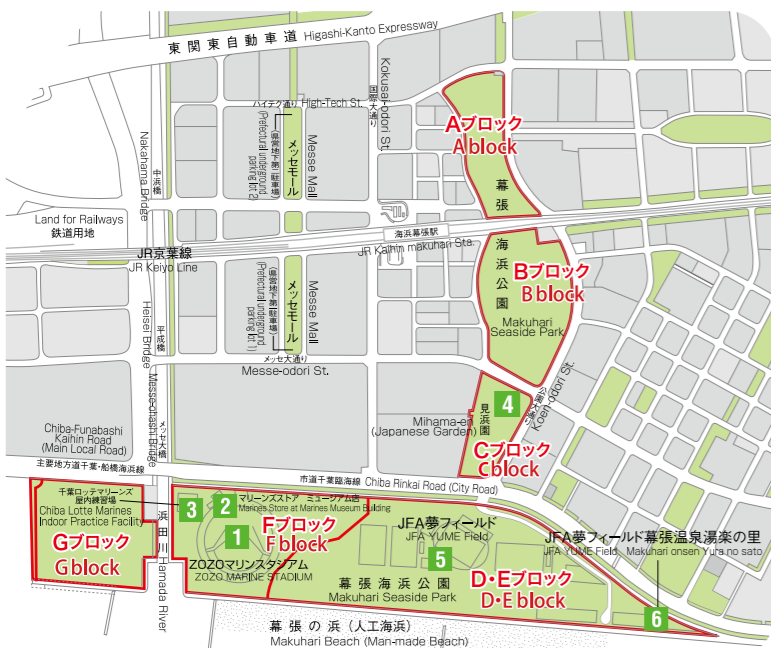 東関東自動車道 Higashi-Kanto Expressway
ハイテク通り High-Tech St.
国際大通り
Kokusai-odori St.
Aブロック
A block
幕張
メッセモール
Messe Mall
(県営地下第二駐車場)
(Prefectural underground
parking lot 2)
中浜橋
Nakahama Bridge
Land for Railways
鉄道用地
JR京葉線
JR Keiyo Line
海浜幕張駅
JR Kaihin makuhari Sta.
海浜公園
Bブロック
B block
Makuhari
Seaside Park
メッセモール
Messe Mall
(県営地下第一駐車場)
(Prefectural underground
parking lot 1)
平成橋
Heisei Bridge
メッセ大通り
Messe-odori St.
公園大通り
Koen-odori St.
4
見浜園
Mihama-en
(Japanese Garden)
Cブロック
C block
メッセ大橋
Messe-ohashi Bridge
Chiba-Funabashi
Kaihin Road
(Main Local Road)
主要地方道千葉・船橋海浜線
市道千葉臨海線 Chiba Rinkai Road (City Road)
千葉ロッテマリーンズ
屋内練習場
Chiba Lotte Marines
Indoor Practice Facility
Gブロック
G block
浜田川
Hamada River
3
2
マリーンズストア ミュージアム店
Marines Store at Marines Museum Building
1
Fブロック
F block
ZOZOマリンスタジアム
ZOZO MARINE STADIUM
JFA夢フィールド
JFA YUME Field
5
JFA夢フィールド幕張温泉湯楽の里
JFA YUME Field Makuhari onsen Yura no sato
幕張海浜公園
Makuhari Seaside Park
D・Eブロック
D・E block
6
幕張の浜(人工海浜)
Makuhari Beach (Man-made Beach)